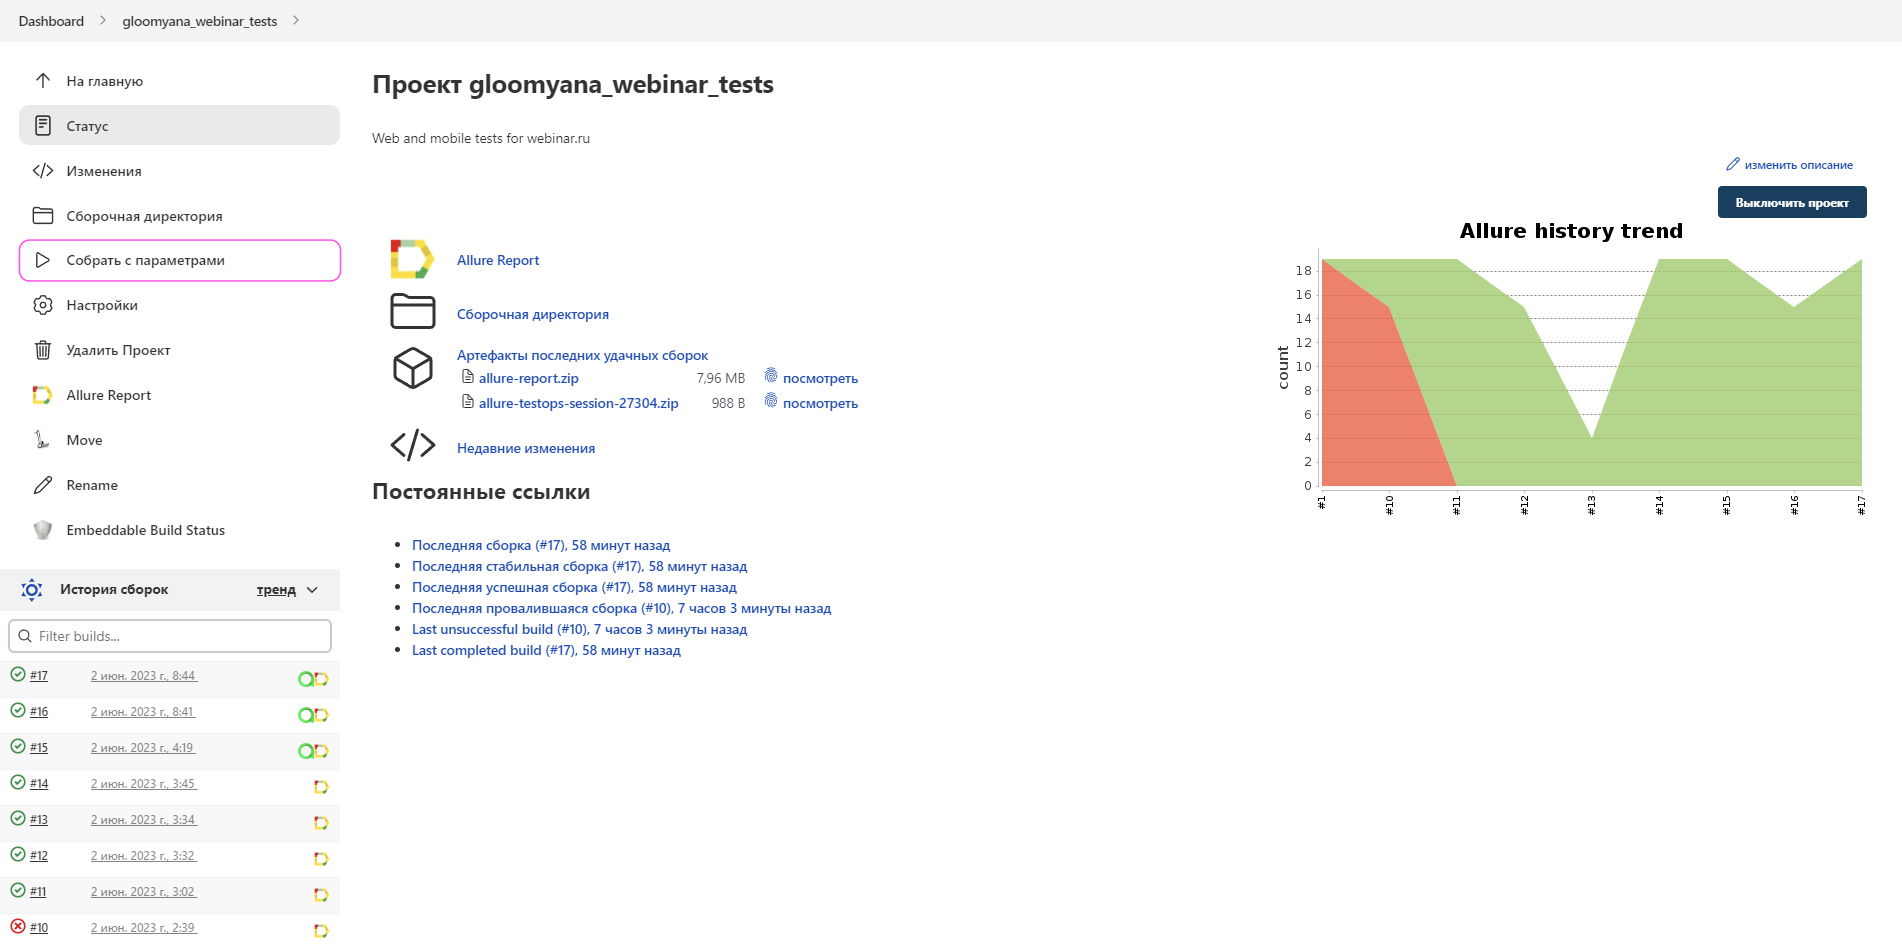 Dashboard
gloomyana_webinar_tests
На главную
Статус
Изменения
Сборочная директория
Собрать с параметрами
Настройки
Удалить Проект
Allure Report
Move
Rename
Embeddable Build Status
История сборок
тренд
Filter builds...
#17 2 июн. 2023 г., 8:44
#16 2 июн. 2023 г., 8:41
#15 2 июн. 2023 г., 4:19
#14 2 июн. 2023 г., 3:45
#13 2 июн. 2023 г., 3:34
#12 2 июн. 2023 г., 3:32
#11 2 июн. 2023 г., 3:02
#10 2 июн. 2023 г., 2:39
Проект gloomyana_webinar_tests
Web and mobile tests for webinar.ru
изменить описание
Выключить проект
Allure Report
Сборочная директория
Артефакты последних удачных сборок
allure-report.zip 7,96 MB посмотреть
allure-testops-session-27304.zip 988 B посмотреть
Недавние изменения
Постоянные ссылки
Последняя сборка (#17), 58 минут назад
Последняя стабильная сборка (#17), 58 минут назад
Последняя успешная сборка (#17), 58 минут назад
Последняя провалившаяся сборка (#10), 7 часов 3 минуты назад
Last unsuccessful build (#10), 7 часов 3 минуты назад
Last completed build (#17), 58 минут назад
Allure history trend
count
18
16
14
12
10
8
6
4
2
0
#1 #10 #11 #12 #13 #14 #15 #16 #17